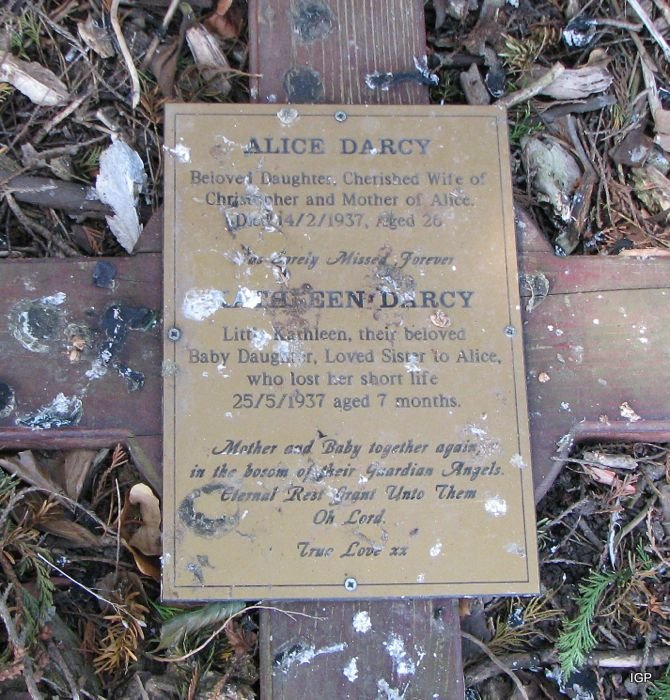 ALICE DARCY
Beloved Daughter, Cherished Wife of
Christopher and Mother of Alice.
Died 14/2/1937, Aged 26
Sorely Missed Forever
KATHLEEN DARCY
Little Kathleen, their beloved
Baby Daughter, Loved Sister to Alice,
who lost her short life
25/5/1937 aged 7 months.
Mother and Baby together again,
in the bosom of their Guardian Angels.
Eternal Rest Grant Unto Them
Oh Lord.
True Love xx
IGP